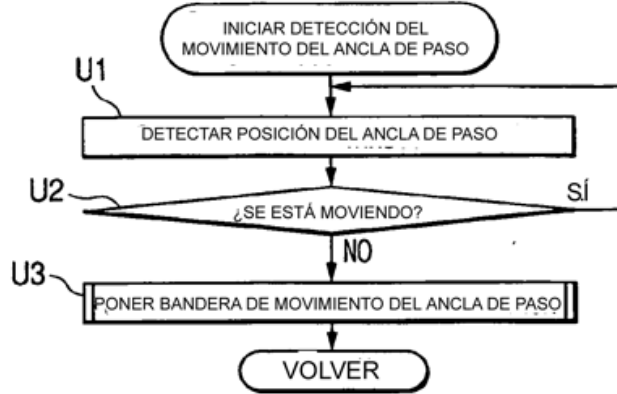 INICIAR DETECCIÓN DEL
MOVIMIENTO DEL ANCLA DE PASO
U1
DETECTAR POSICIÓN DEL ANCLA DE PASO
U2
¿SE ESTÁ MOVIENDO?
SÍ
NO
U3
PONER BANDERA DE MOVIMIENTO DEL ANCLA DE PASO
VOLVER